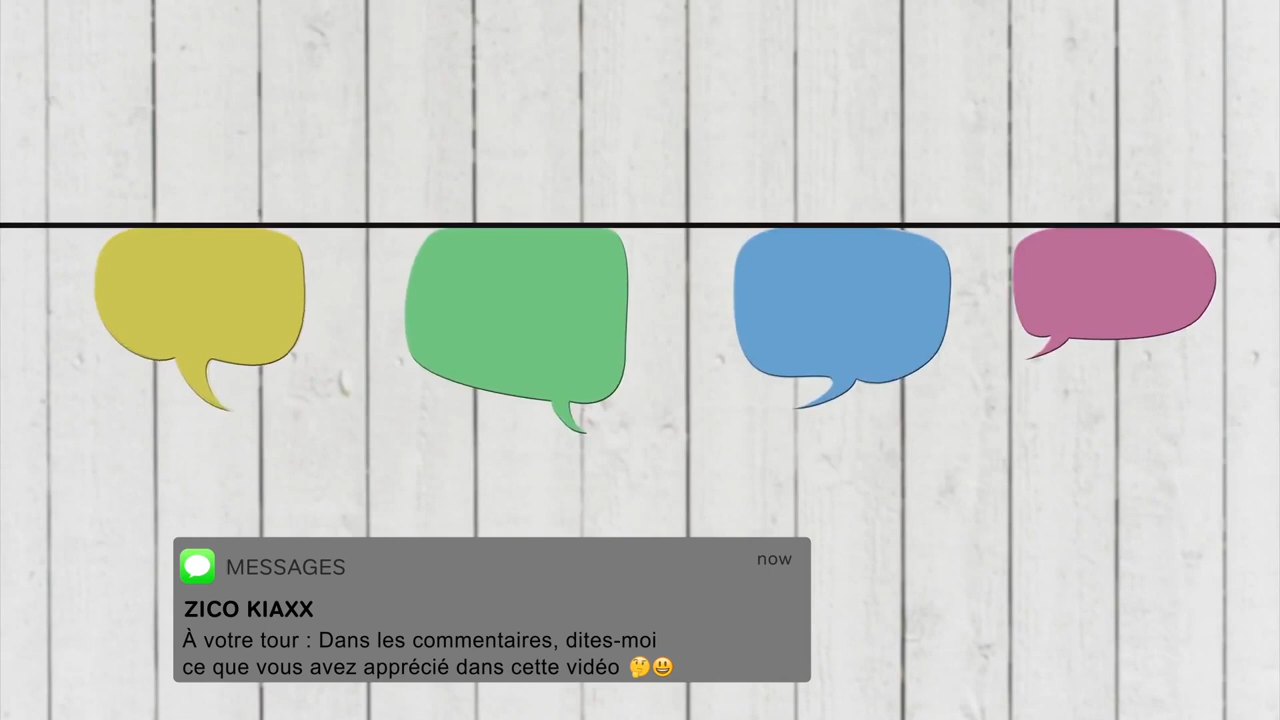 MESSAGES
now
ZICO KIAXX
À votre tour : Dans les commentaires, dites-moi
ce que vous avez apprécié dans cette vidéo 🤔😃